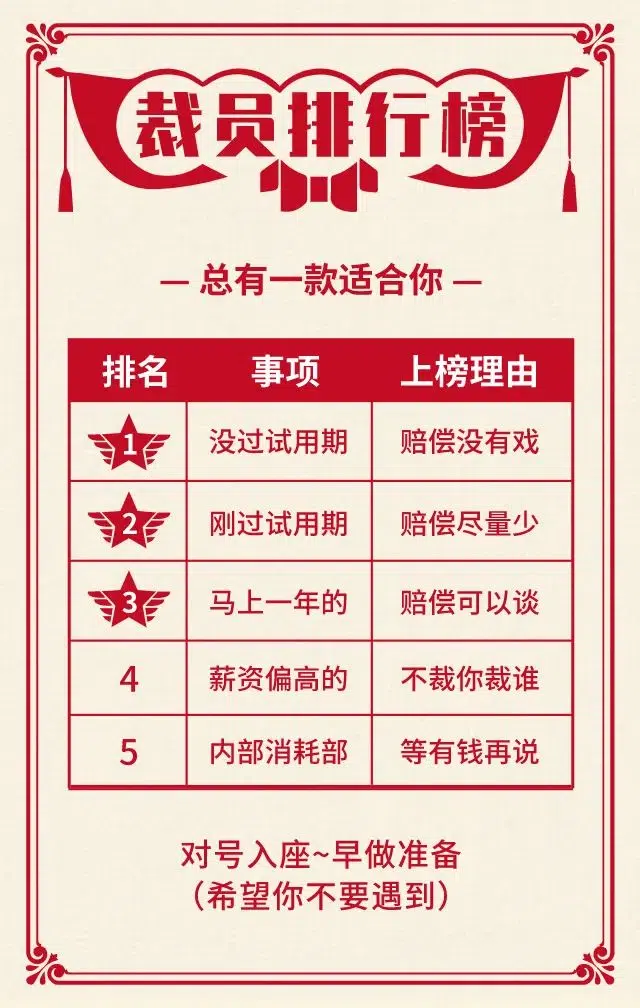 裁员排行榜
— 总有一款适合你 —
排名 事项 上榜理由
1 没过试用期 赔偿没有戏
2 刚过试用期 赔偿尽量少
3 马上一年的 赔偿可以谈
4 薪资偏高的 不裁你裁谁
5 内部消耗部 等有钱再说
对号入座~早做准备
（希望你不要遇到）